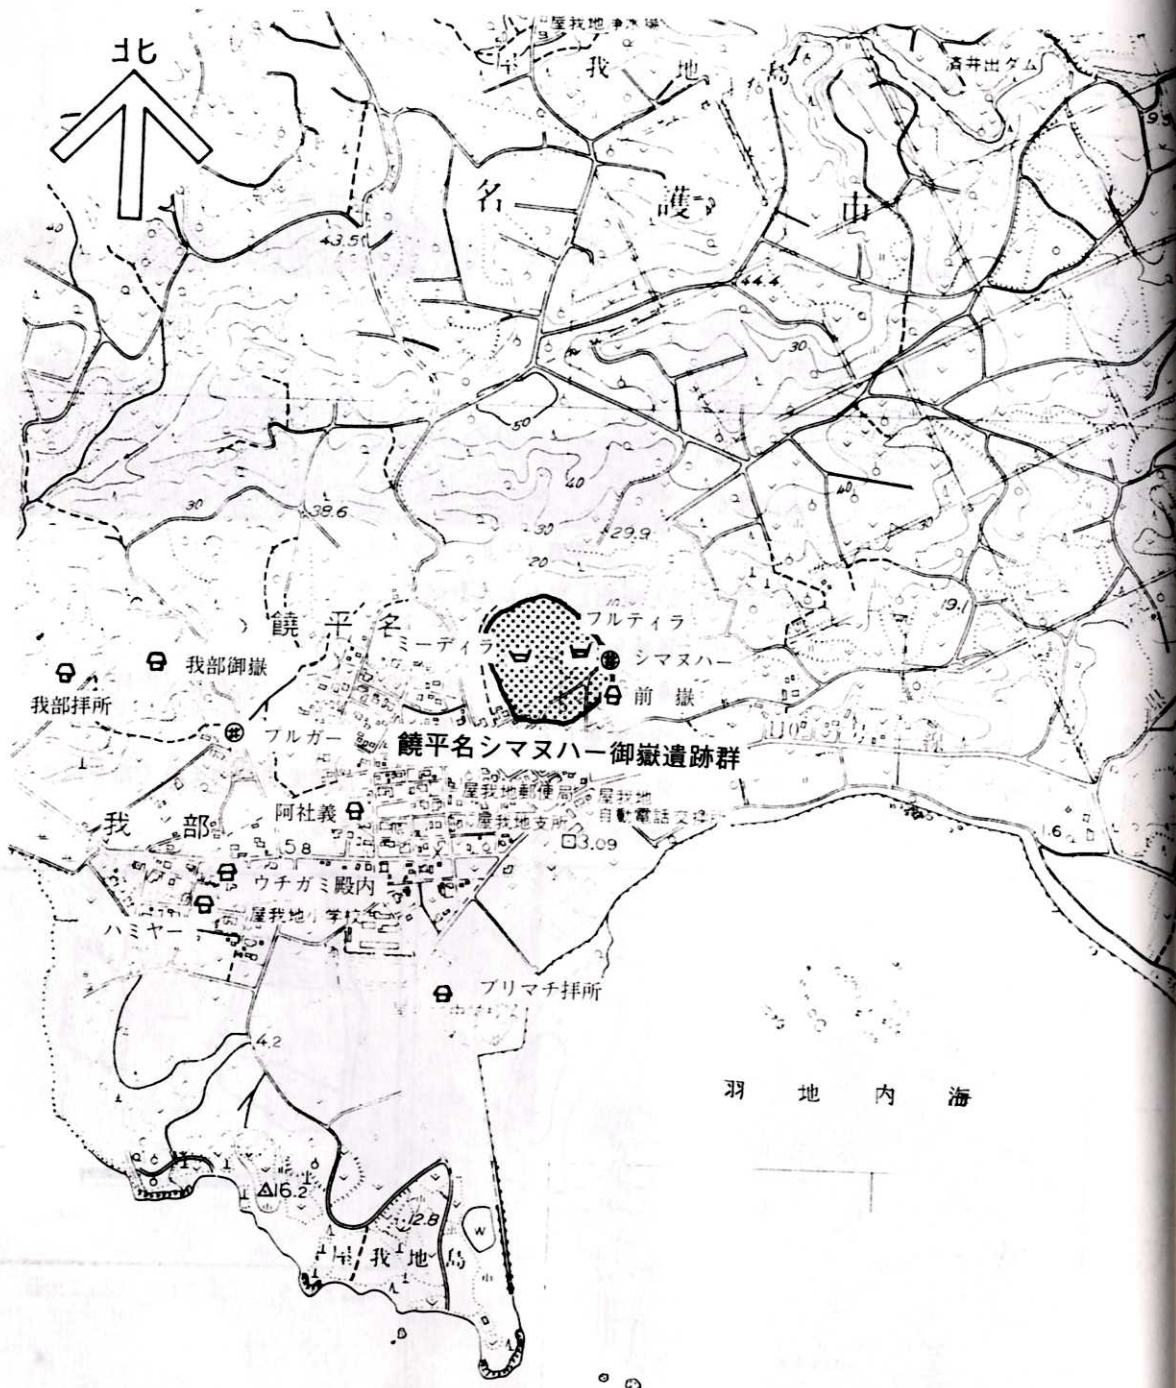 北
屋我地浄水場
屋我地島
済井出ダム
名護市
43.5
44.4
30
50
40
30
38.6
30
29.9
20
40
19.1
饒平名
ミーディラ
フルティラ
シマヌハー
前嶽
我部御嶽
我部拝所
ブルガー
饒平名シマヌハー御嶽遺跡群
屋我地郵便局
屋我地
自動電話交換所
屋我地支所
阿社義
我部
5.8
3.09
1.6
ウチガミ殿内
屋我地小学校
ハミヤー
ブリマチ拝所
4.2
羽地内海
16.2
12.8
W
屋我地島